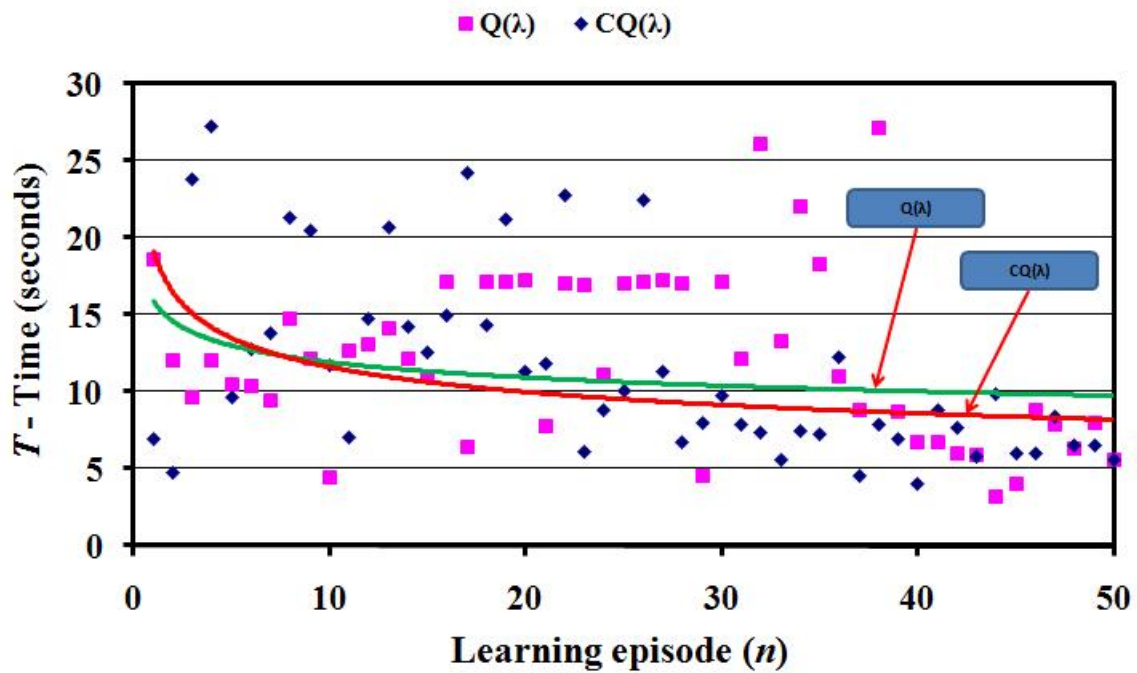 Q(λ) CQ(λ)
30
25
20
15
10
5
0
Q(λ)
CQ(λ)
0 10 20 30 40 50
T - Time (seconds)
Learning episode (n)